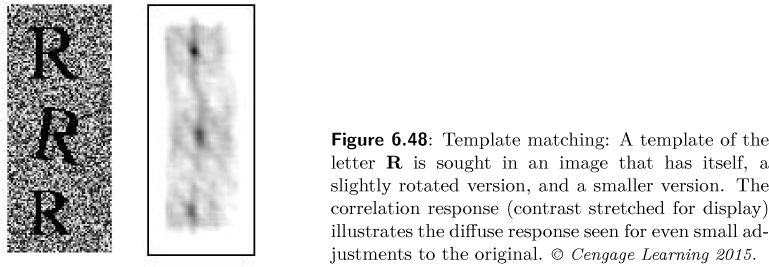 R
R
R
Figure 6.48: Template matching: A template of the
letter R is sought in an image that has itself, a
slightly rotated version, and a smaller version. The
correlation response (contrast stretched for display)
illustrates the diffuse response seen for even small ad-
justments to the original. © Cengage Learning 2015.